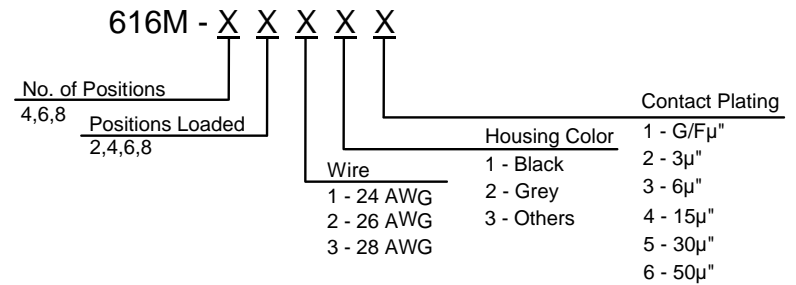 616M - X X X X X
No. of Positions
4,6,8
Positions Loaded
2,4,6,8
Wire
1 - 24 AWG
2 - 26 AWG
3 - 28 AWG
Housing Color
1 - Black
2 - Grey
3 - Others
Contact Plating
1 - G/Fµ"
2 - 3µ"
3 - 6µ"
4 - 15µ"
5 - 30µ"
6 - 50µ"